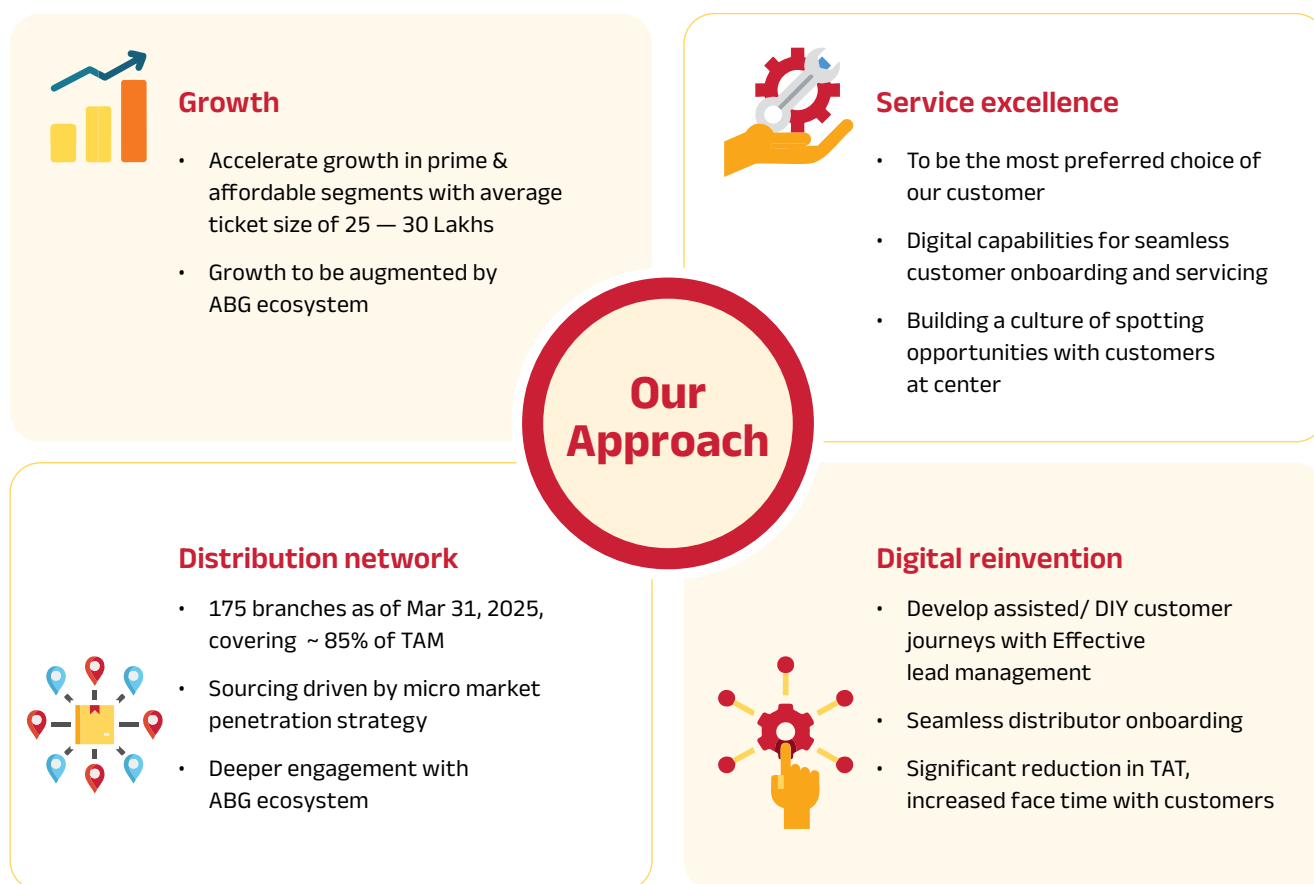 Growth
• Accelerate growth in prime &
affordable segments with average
ticket size of 25 — 30 Lakhs
• Growth to be augmented by
ABG ecosystem
Service excellence
• To be the most preferred choice of
our customer
• Digital capabilities for seamless
customer onboarding and servicing
• Building a culture of spotting
opportunities with customers
at center
Our
Approach
Distribution network
• 175 branches as of Mar 31, 2025,
covering ~ 85% of TAM
• Sourcing driven by micro market
penetration strategy
• Deeper engagement with
ABG ecosystem
Digital reinvention
• Develop assisted/ DIY customer
journeys with Effective
lead management
• Seamless distributor onboarding
• Significant reduction in TAT,
increased face time with customers